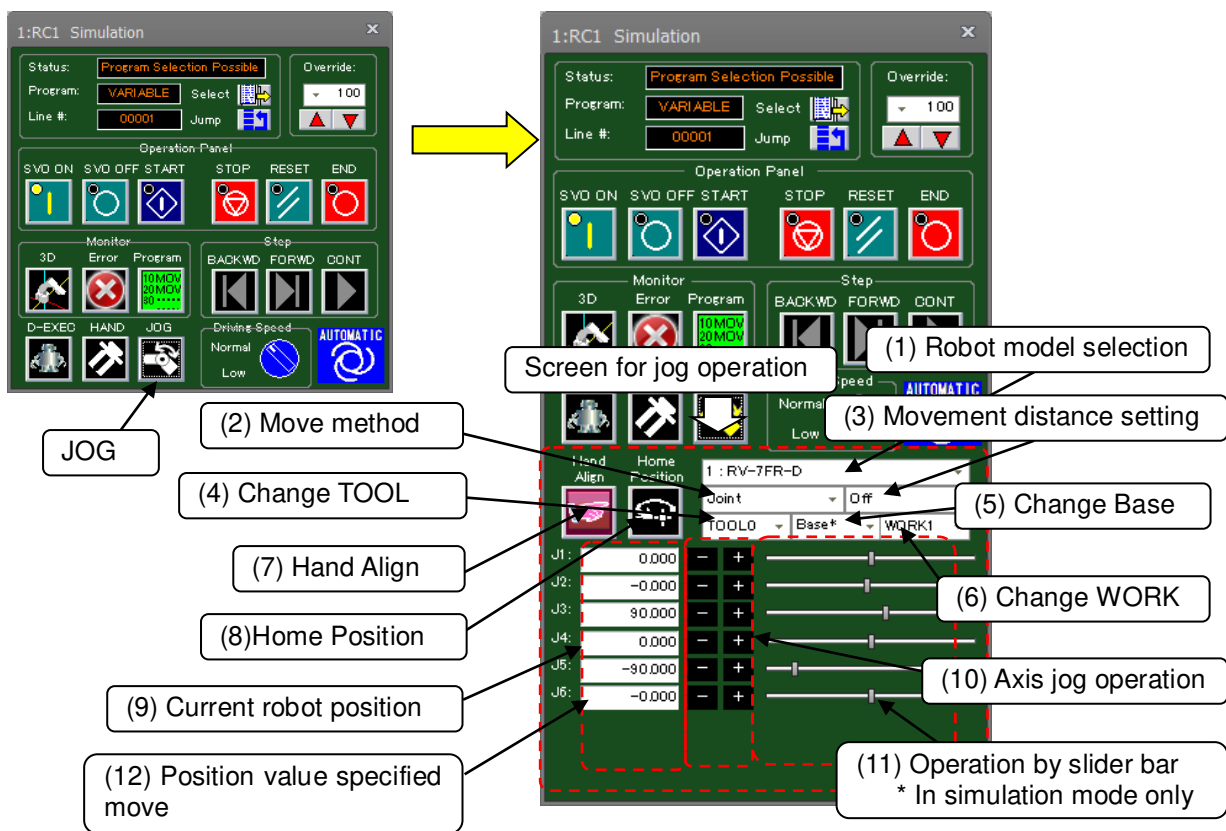 1:RC1 Simulation
Status: Program Selection Possible Override:
Program: VARIABLE Select 100
Line #: 00001 Jump
Operation Panel
SVO ON SVO OFF START STOP RESET END
Monitor Step
3D Error Program BACKWD FORWD CONT
10MOV
20MOV
30
D-EXEC HAND JOG Driving Speed
Normal AUTOMATIC
Low
JOG
1:RC1 Simulation
Status: Program Selection Possible Override:
Program: VARIABLE Select 100
Line #: 00001 Jump
Operation Panel
SVO ON SVO OFF START STOP RESET END
Monitor Step
3D Error Program BACKWD FORWD CONT
10MOV
20MOV
Screen for jog operation
(1) Robot model selection
Speed AUTOMATIC
Normal
Low
(2) Move method
(3) Movement distance setting
Hand Home
Align Position
1 : RV-7FR-D
Joint Off
TOOL0 Base* WORK1
(4) Change TOOL
(5) Change Base
(7) Hand Align
(6) Change WORK
(8)Home Position
J1: 0.000 - +
J2: -0.000 - +
J3: 90.000 - +
J4: 0.000 - +
J5: -90.000 - +
J6: -0.000 - +
(9) Current robot position
(10) Axis jog operation
(12) Position value specified
move
(11) Operation by slider bar
* In simulation mode only